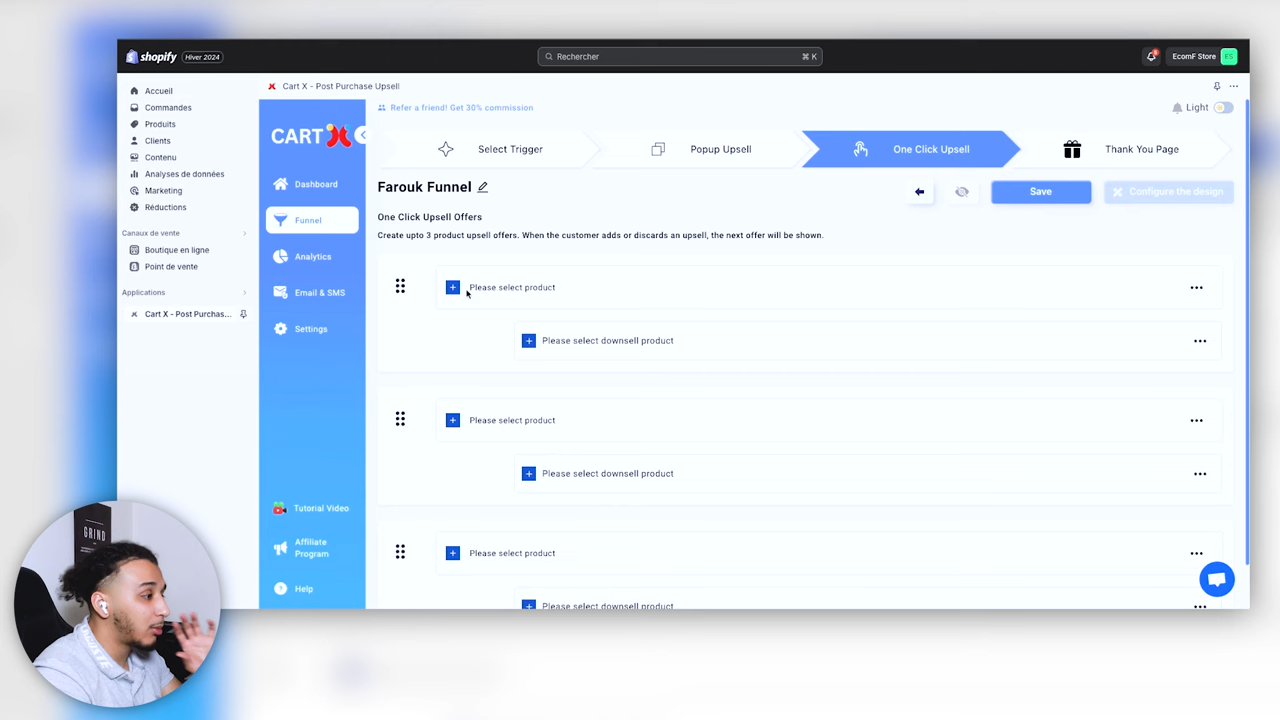 shopify
Hiver 2024
Rechercher
⌘ K
EcomF Store
ES
Accueil
Commandes
Produits
Clients
Contenu
Analyses de données
Marketing
Réductions
Canaux de vente
Boutique en ligne
Point de vente
Applications
Cart X - Post Purchas...
Cart X - Post Purchase Upsell
CART X
Dashboard
Funnel
Analytics
Email & SMS
Settings
Tutorial Video
Affiliate
Program
Help
Refer a friend! Get 30% commission
Light
Select Trigger
Popup Upsell
One Click Upsell
Thank You Page
Farouk Funnel
Save
Configure the design
One Click Upsell Offers
Create upto 3 product upsell offers. When the customer adds or discards an upsell, the next offer will be shown.
Please select product
Please select downsell product
Please select product
Please select downsell product
Please select product
Please select downsell product
GRIND